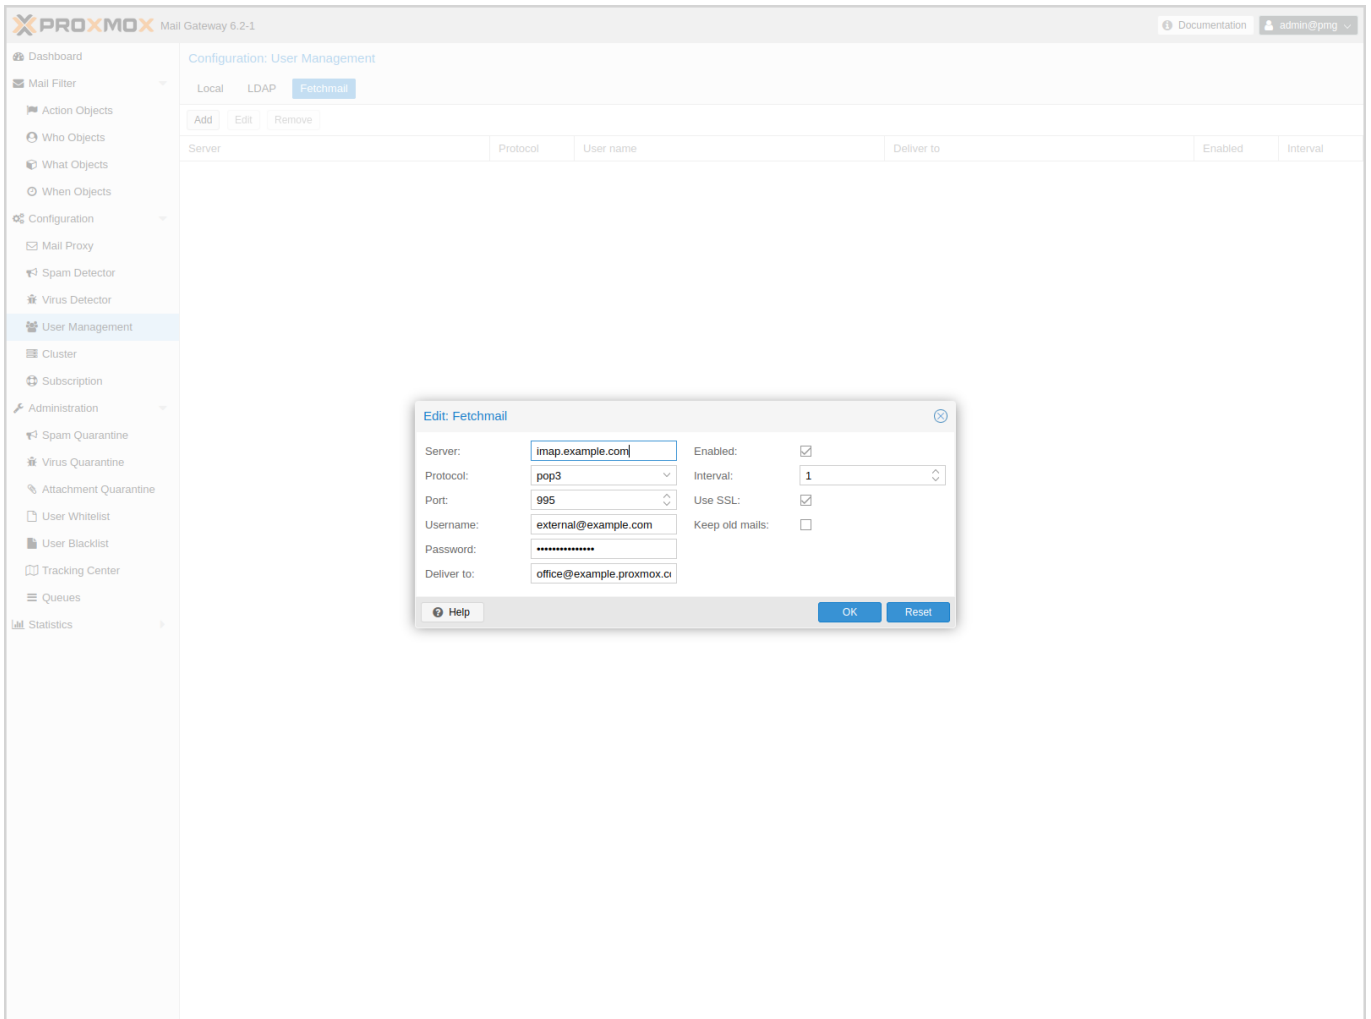 PROXMOX Mail Gateway 6.2-1 Documentation admin@pmg
Dashboard
Mail Filter
Action Objects
Who Objects
What Objects
When Objects
Configuration
Mail Proxy
Spam Detector
Virus Detector
User Management
Cluster
Subscription
Administration
Spam Quarantine
Virus Quarantine
Attachment Quarantine
User Whitelist
User Blacklist
Tracking Center
Queues
Statistics
Configuration: User Management
Local LDAP Fetchmail
Add Edit Remove
Server Protocol User name Deliver to Enabled Interval
Edit: Fetchmail
Server: imap.example.com Enabled:
Protocol: pop3 Interval: 1
Port: 995 Use SSL:
Username: external@example.com Keep old mails:
Password: •••••••••••••••
Deliver to: office@example.proxmox.c
Help OK Reset